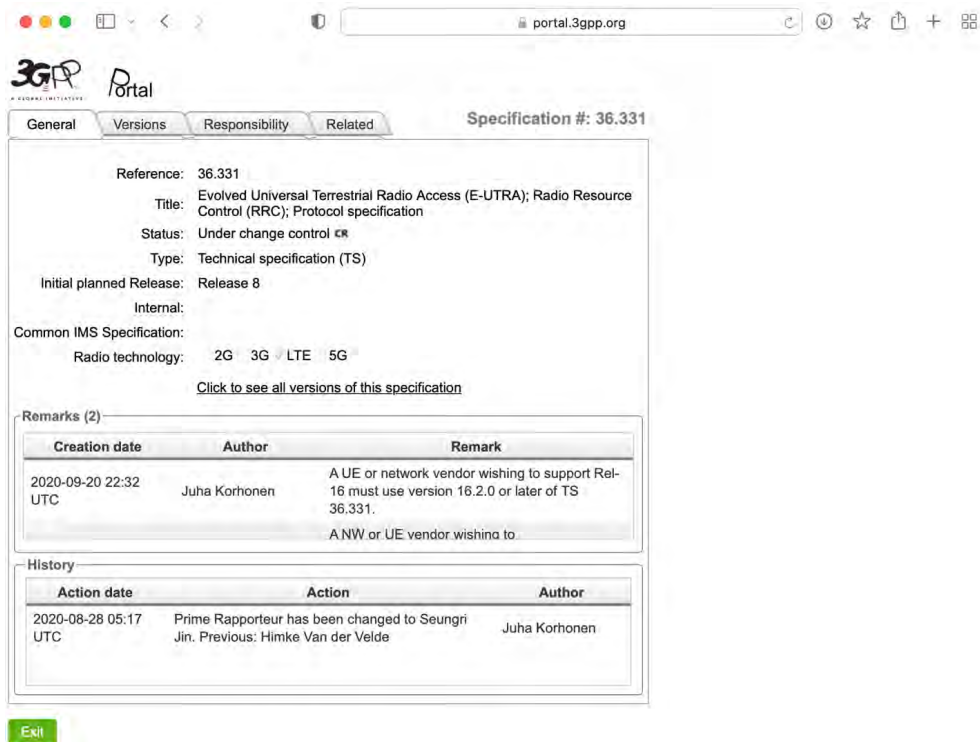 portal.3gpp.org
3GPP
A GLOBAL INITIATIVE
Portal
General Versions Responsibility Related
Specification #: 36.331
Reference: 36.331
Title: Evolved Universal Terrestrial Radio Access (E-UTRA); Radio Resource
Control (RRC); Protocol specification
Status: Under change control CR
Type: Technical specification (TS)
Initial planned Release: Release 8
Internal:
Common IMS Specification:
Radio technology: 2G 3G LTE 5G
Click to see all versions of this specification
Remarks (2)
Creation date Author Remark
2020-09-20 22:32
UTC
Juha Korhonen
A UE or network vendor wishing to support Rel-
16 must use version 16.2.0 or later of TS
36.331.
A NW or UE vendor wishing to
History
Action date Action Author
2020-08-28 05:17
UTC
Prime Rapporteur has been changed to Seungri
Jin. Previous: Himke Van der Velde
Juha Korhonen
Exit